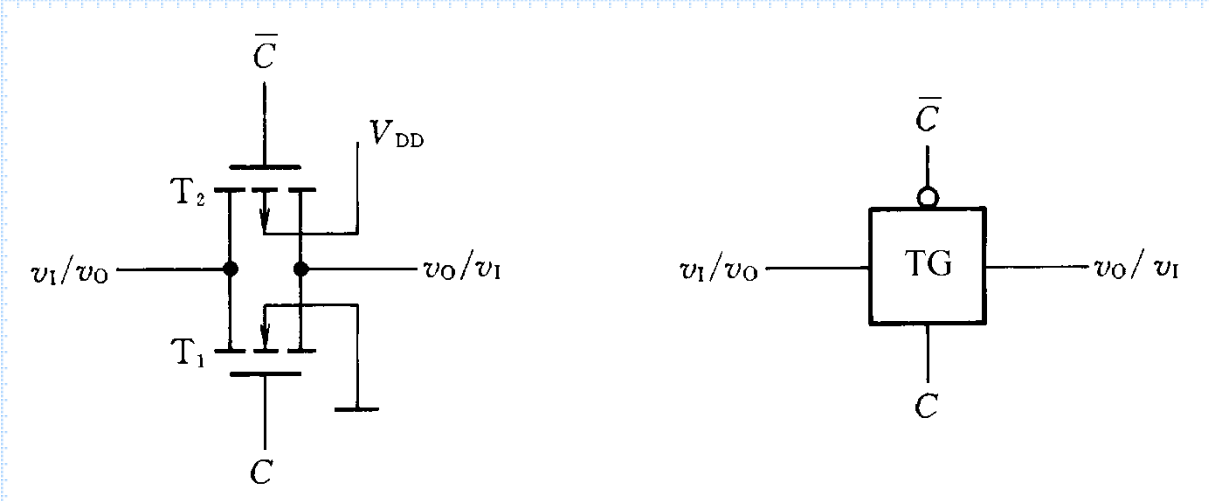 C̅
V_DD
T₂
v_I/v_O
v_O/v_I
T₁
C
C̅
v_I/v_O
TG
v_O/v_I
C